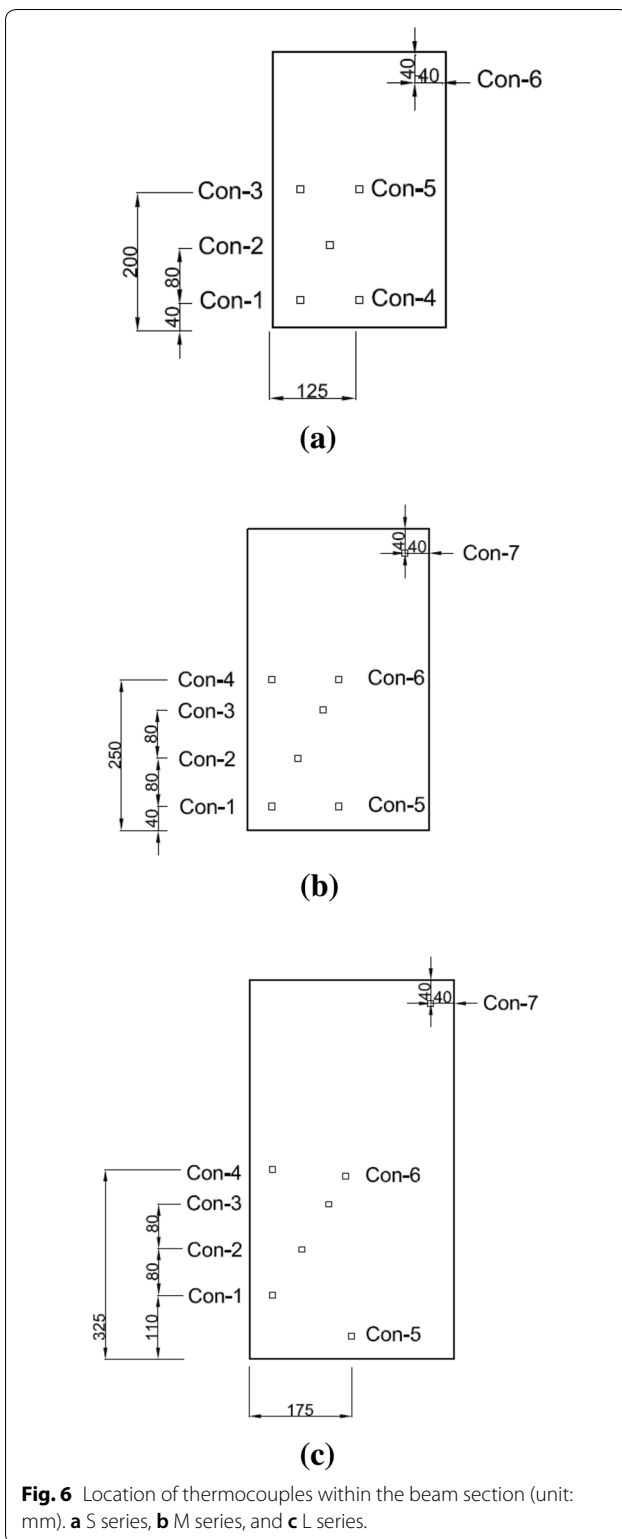 40
40
Con-6
Con-3
Con-5
Con-2
200
80
Con-1
Con-4
40
125
(a)
40
40
Con-7
Con-4
Con-6
Con-3
250
80
Con-2
80
Con-1
Con-5
40
(b)
40
40
Con-7
Con-4
Con-6
Con-3
80
Con-2
80
Con-1
325
110
Con-5
175
(c)
Fig. 6 Location of thermocouples within the beam section (unit:
mm). a S series, b M series, and c L series.